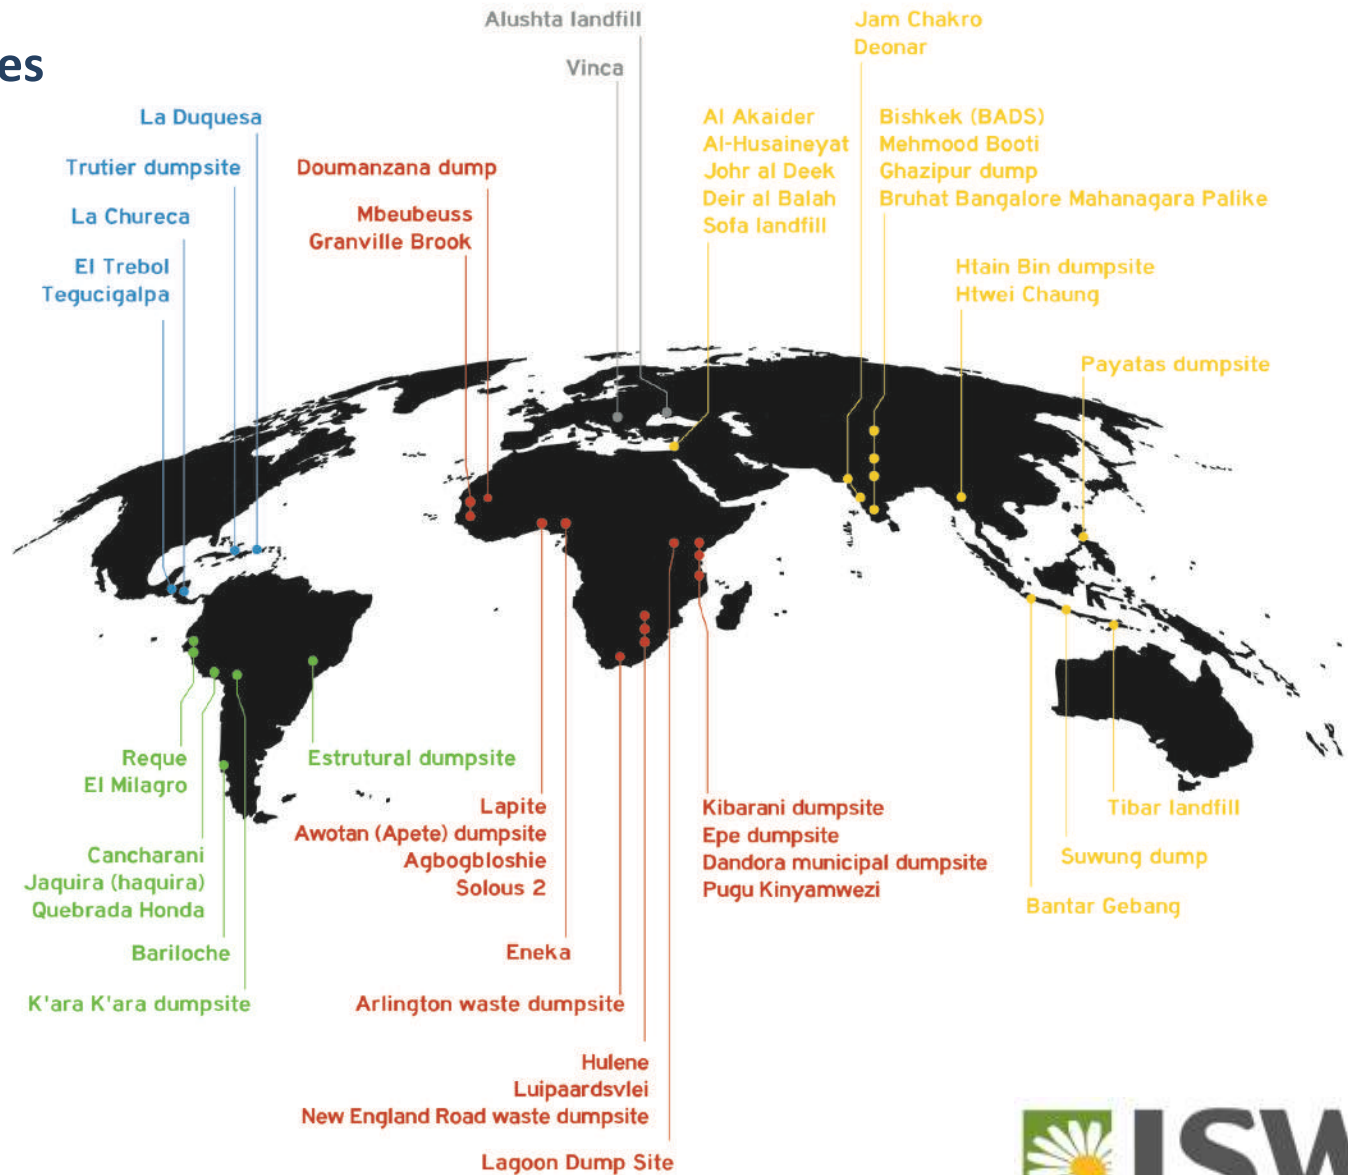 es
Alushta landfill
Vinca
Jam Chakro
Deonar
La Duquesa
Trutier dumpsite
La Chureca
El Trebol
Tegucigalpa
Doumanzana dump
Mbeubeuss
Granville Brook
Al Akaider
Al-Husaineyat
Johr al Deek
Deir al Balah
Sofa landfill
Bishkek (BADS)
Mehmood Booti
Ghazipur dump
Bruhat Bangalore Mahanagara Palike
Htain Bin dumpsite
Htwei Chaung
Payatas dumpsite
Reque
El Milagro
Estrutural dumpsite
Cancharani
Jaquira (haquira)
Quebrada Honda
Bariloche
K'ara K'ara dumpsite
Lapite
Awotan (Apete) dumpsite
Agbogbloshie
Solous 2
Eneka
Arlington waste dumpsite
Hulene
Luipaardsvlei
New England Road waste dumpsite
Lagoon Dump Site
Kibarani dumpsite
Epe dumpsite
Dandora municipal dumpsite
Pugu Kinyamwezi
Tibar landfill
Suwung dump
Bantar Gebang
ISW